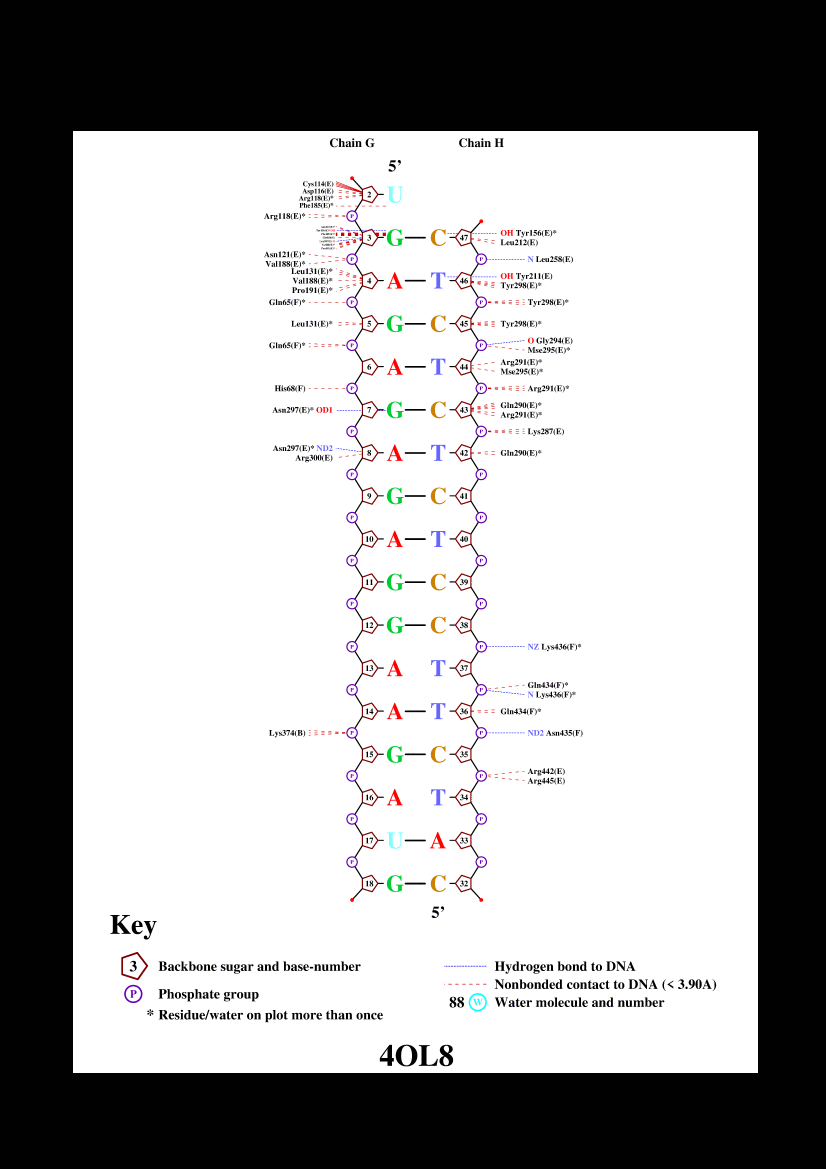 Chain G Chain H
5’
Cys114(E)
Asp116(E)
Arg118(E)*
Phe185(E)*
2 U
Arg118(E)* P
3 G C 47 OH Tyr156(E)*
Leu212(E)
Asn121(E)*
Val188(E)*
P P N Leu258(E)
Leu131(E)*
Val188(E)*
Pro191(E)*
4 A T 46 OH Tyr211(E)
Tyr298(E)*
Gln65(F)* P P Tyr298(E)*
Leu131(E)* 5 G C 45 Tyr298(E)*
Gln65(F)* P P O Gly294(E)
Mse295(E)*
6 A T 44 Arg291(E)*
Mse295(E)*
His68(F) P P Arg291(E)*
Asn297(E)* OD1 7 G C 43 Gln290(E)*
Arg291(E)*
P P Lys287(E)
Asn297(E)* ND2
Arg300(E)
8 A T 42 Gln290(E)*
P P
9 G C 41
P P
10 A T 40
P P
11 G C 39
P P
12 G C 38
P P NZ Lys436(F)*
13 A T 37
P P Gln434(F)*
N Lys436(F)*
14 A T 36 Gln434(F)*
Lys374(B) P P ND2 Asn435(F)
15 G C 35
P P Arg442(E)
Arg445(E)
16 A T 34
P P
17 U A 33
P P
18 G C 32
5’
Key
3 Backbone sugar and base-number
P Phosphate group
* Residue/water on plot more than once
Hydrogen bond to DNA
Nonbonded contact to DNA (< 3.90A)
88 W Water molecule and number
4OL8